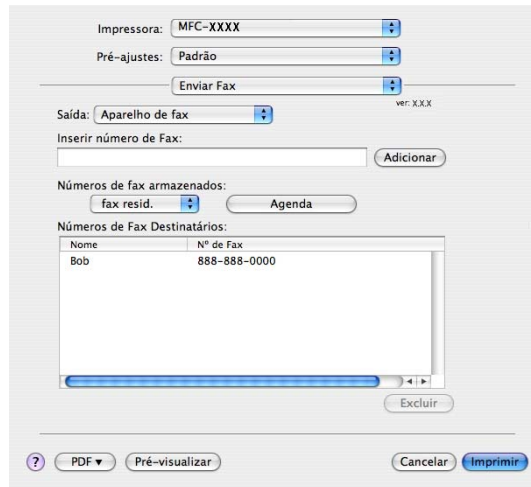 Impressora: MFC-XXXX
Pré-ajustes: Padrão
Enviar Fax
ver: X.X.X
Saída: Aparelho de fax
Inserir número de Fax:
Adicionar
Números de fax armazenados:
fax resid. Agenda
Números de Fax Destinatários:
Nome Nº de Fax
Bob 888-888-0000
Excluir
? PDF▼ Pré-visualizar Cancelar Imprimir